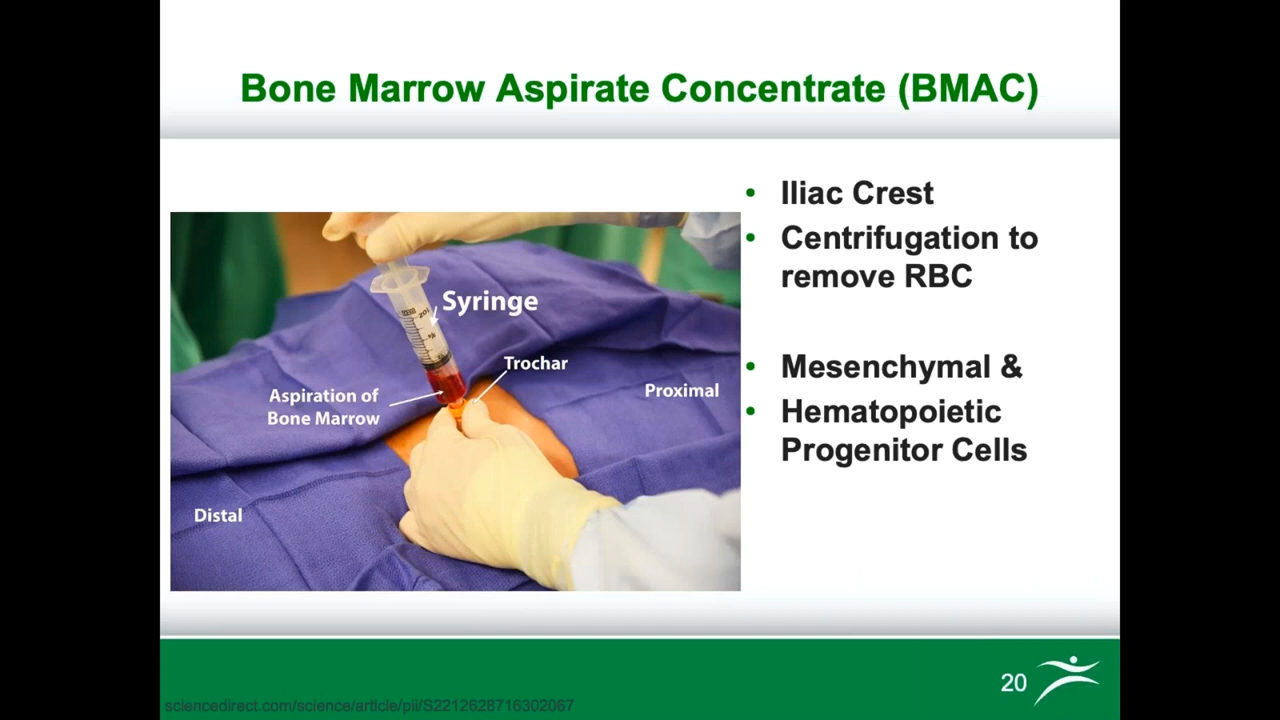 Bone Marrow Aspirate Concentrate (BMAC)
• Iliac Crest
• Centrifugation to
remove RBC
• Mesenchymal &
• Hematopoietic
Progenitor Cells
Syringe
Trochar
Aspiration of
Bone Marrow
Proximal
Distal
20
sciencedirect.com/science/article/pii/S2212628716302067